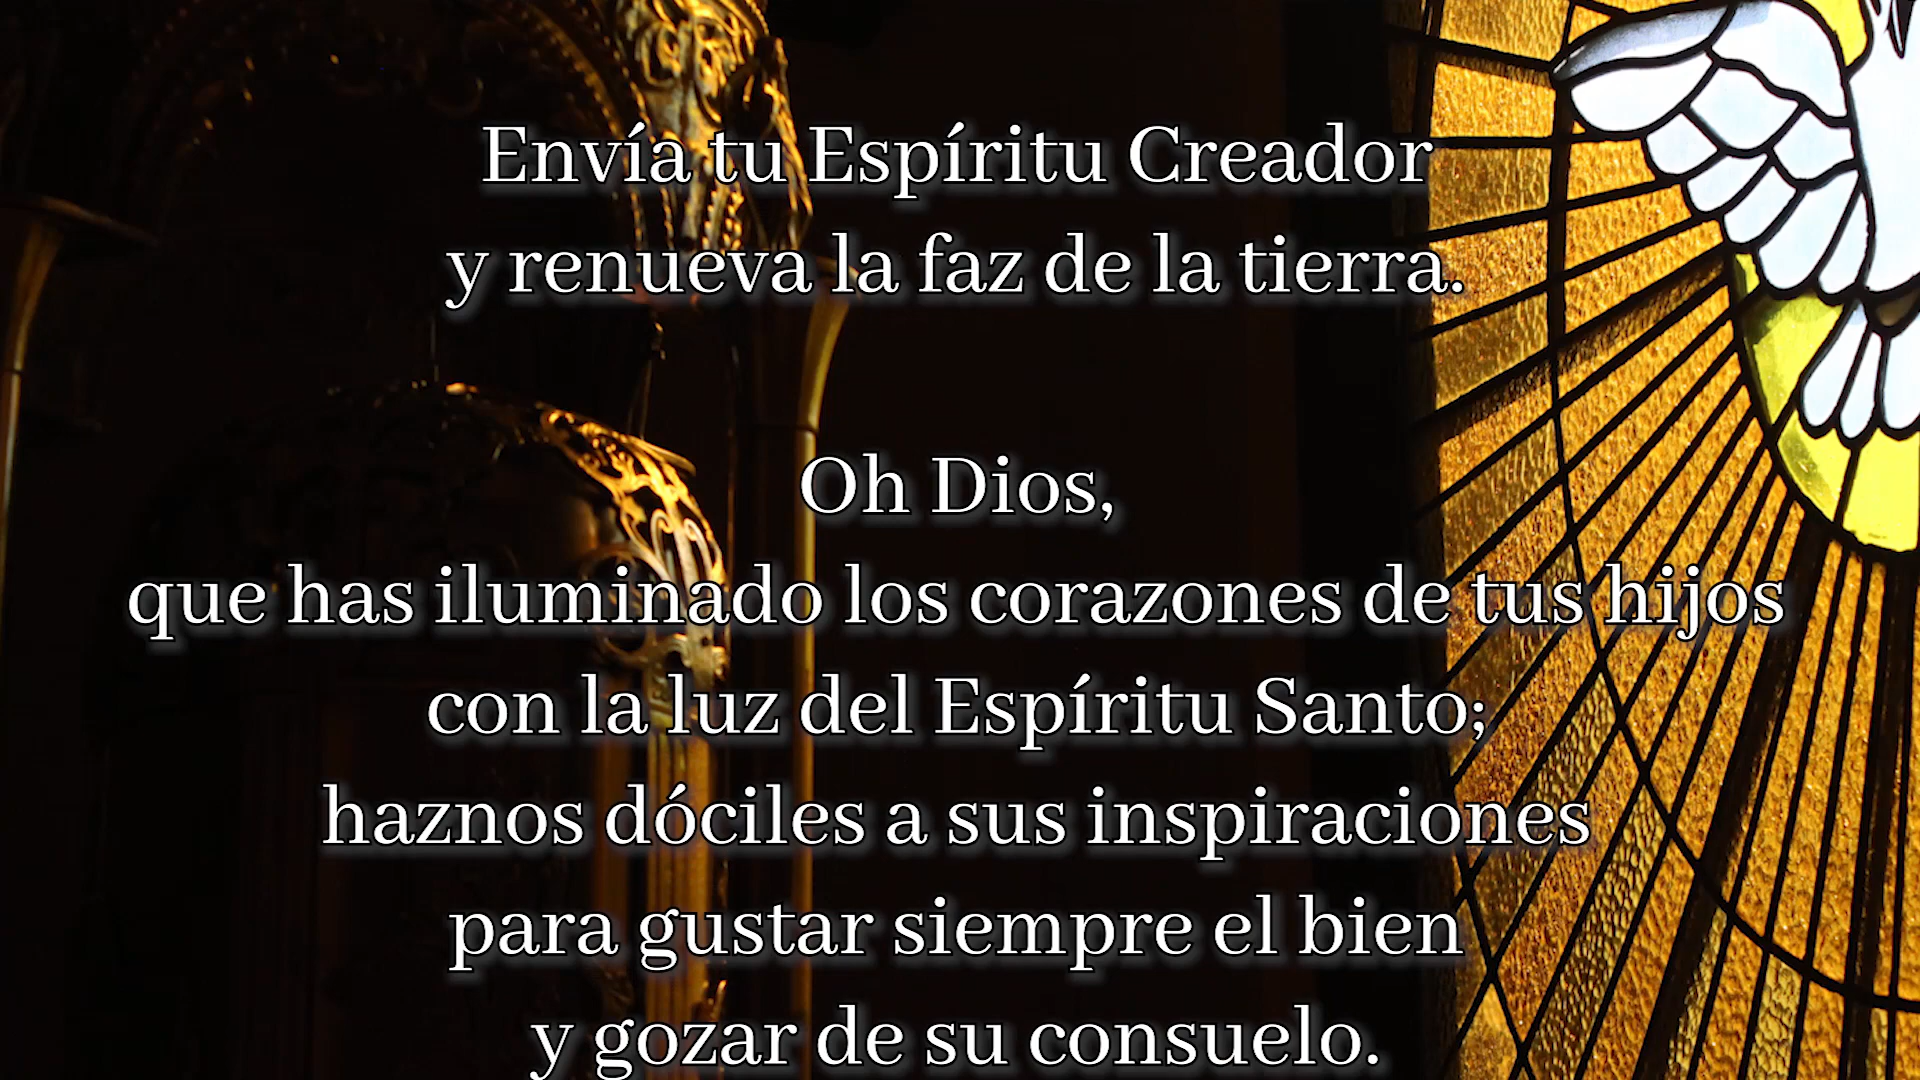 Envía tu Espíritu Creador
y renueva la faz de la tierra.
Oh Dios,
que has iluminado los corazones de tus hijos
con la luz del Espíritu Santo;
haznos dóciles a sus inspiraciones
para gustar siempre el bien
y gozar de su consuelo.